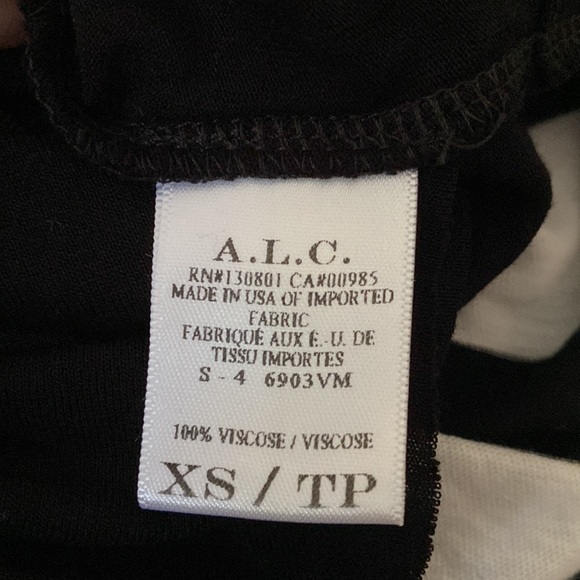 A.L.C.
RN#130801 CA#00985
MADE IN USA OF IMPORTED
FABRIC
FABRIQUÉ AUX É.-U. DE
TISSU IMPORTES
S - 4 6903VM
100% VISCOSE / VISCOSE
XS / TP